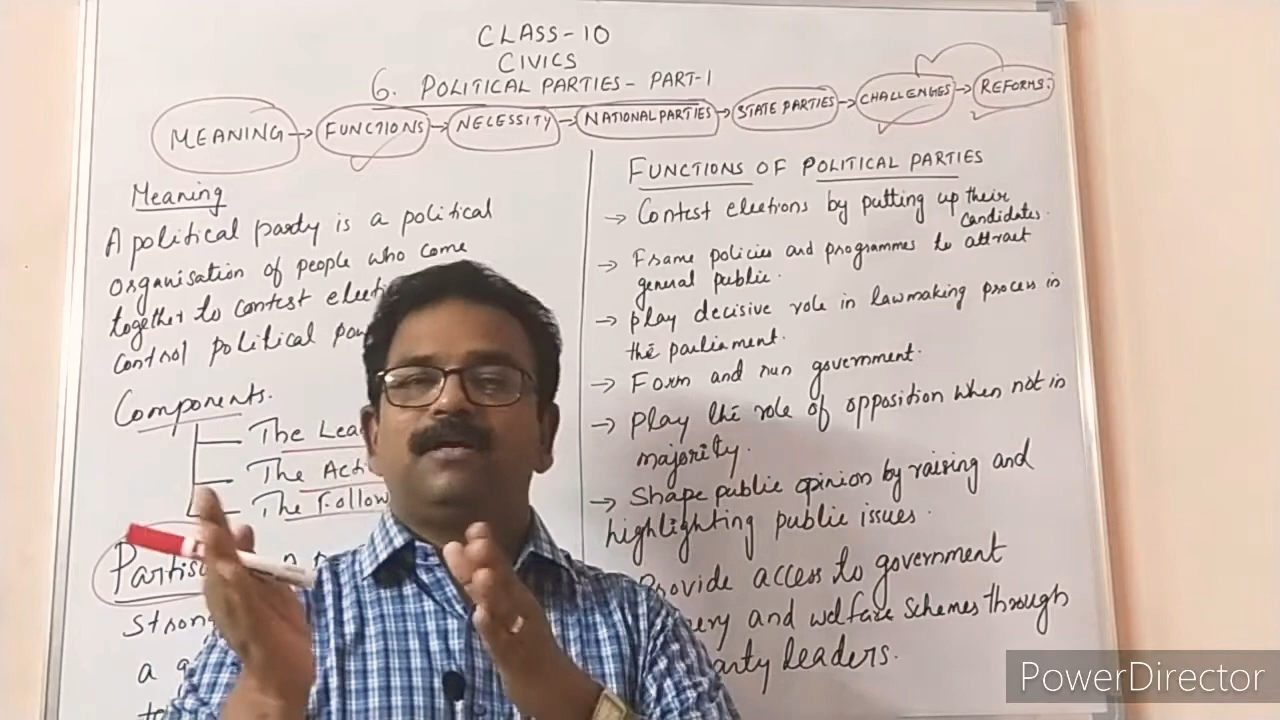 CLASS-10
CIVICS
6. POLITICAL PARTIES - PART-1
MEANING → FUNCTIONS → NECESSITY → NATIONAL PARTIES → STATE PARTIES → CHALLENGES → REFORMS.
Meaning
A political party is a political
organisation of people who come
together to contest
control political
Components.
The
The
The
strong
a
FUNCTIONS OF POLITICAL PARTIES
→ Contest elections by putting up their
candidates.
→ Frame policies and programmes to attract
general public.
→ Play decisive role in lawmaking process in
the parliament.
→ Form and run government.
→ Play the role of opposition when not in
majority.
→ Shape public opinion by raising and
highlighting public issues.
Provide access to government
and welfare schemes through
leaders.
PowerDirector